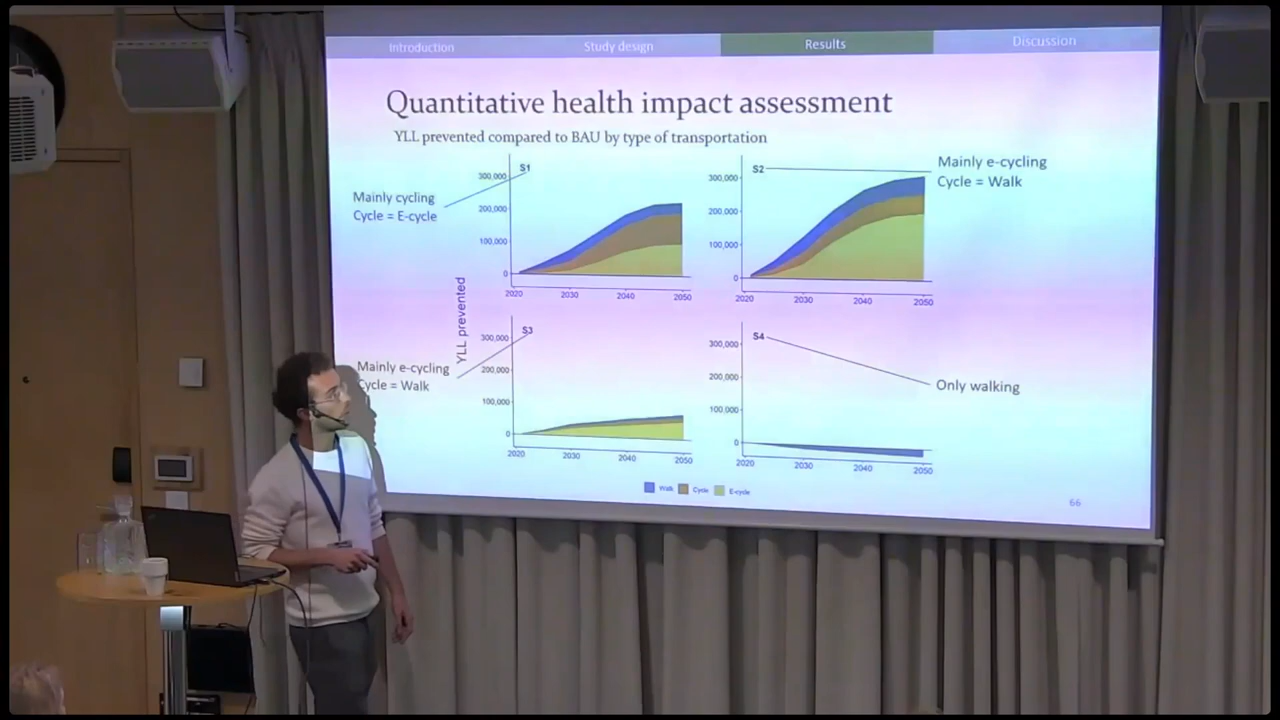 Introduction
Study design
Results
Discussion
Quantitative health impact assessment
YLL prevented compared to BAU by type of transportation
Mainly cycling
Cycle = E-cycle
S1
300,000
200,000
100,000
0
2020 2030 2040 2050
S2
300,000
200,000
100,000
0
2020 2030 2040 2050
Mainly e-cycling
Cycle = Walk
YLL prevented
Mainly e-cycling
Cycle = Walk
S3
300,000
200,000
100,000
0
2020 2030 2040 2050
S4
300,000
200,000
100,000
0
2020 2030 2040 2050
Only walking
Walk Cycle E-cycle
66